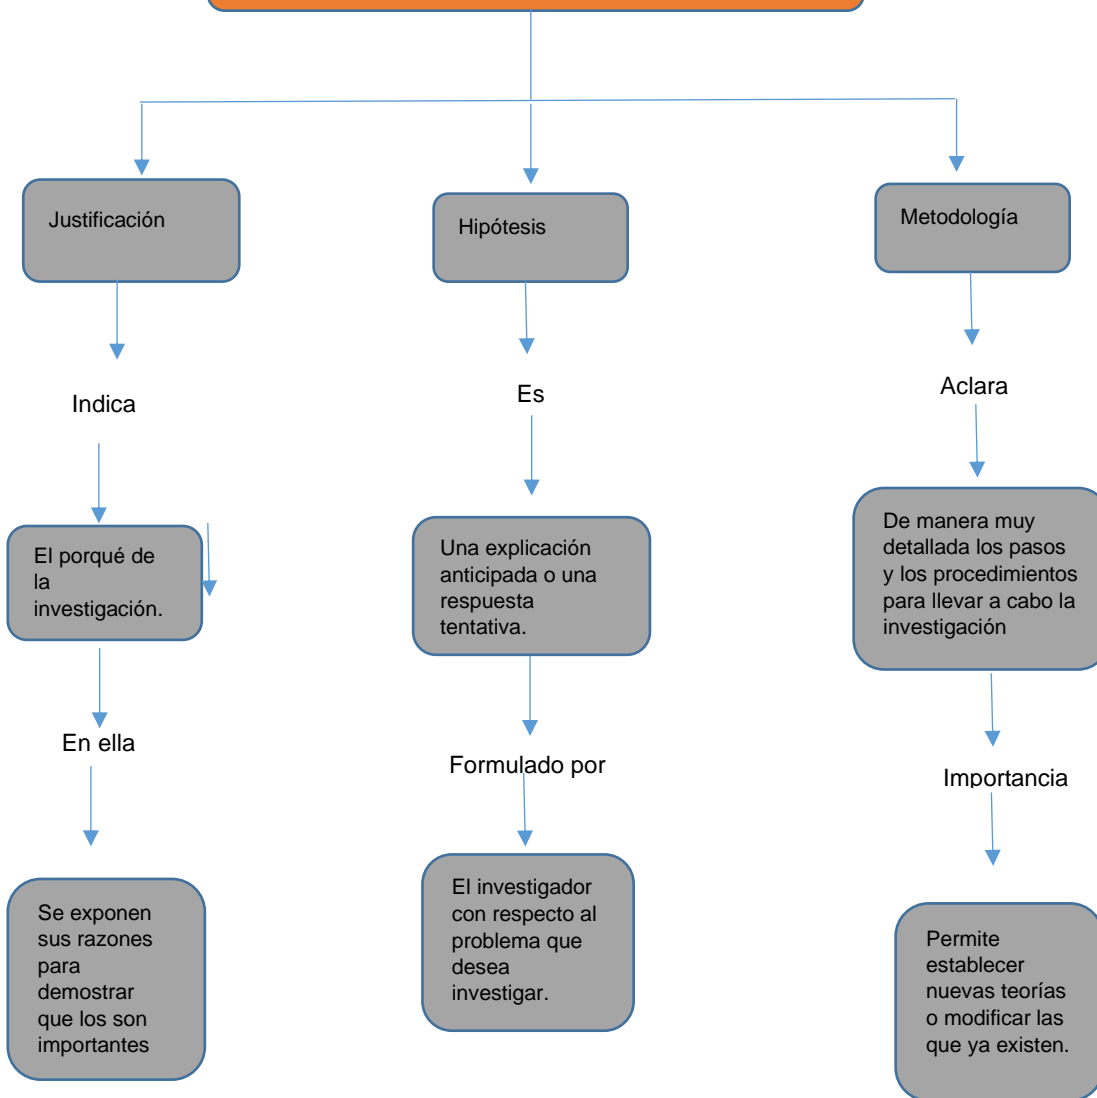 Justificación
Hipótesis
Metodología
Indica
Es
Aclara
El porqué de
la
investigación.
Una explicación
anticipada o una
respuesta
tentativa.
De manera muy
detallada los pasos
y los procedimientos
para llevar a cabo la
investigación
En ella
Formulado por
Importancia
Se exponen
sus razones
para
demostrar
que los son
importantes
El investigador
con respecto al
problema que
desea
investigar.
Permite
establecer
nuevas teorías
o modificar las
que ya existen.